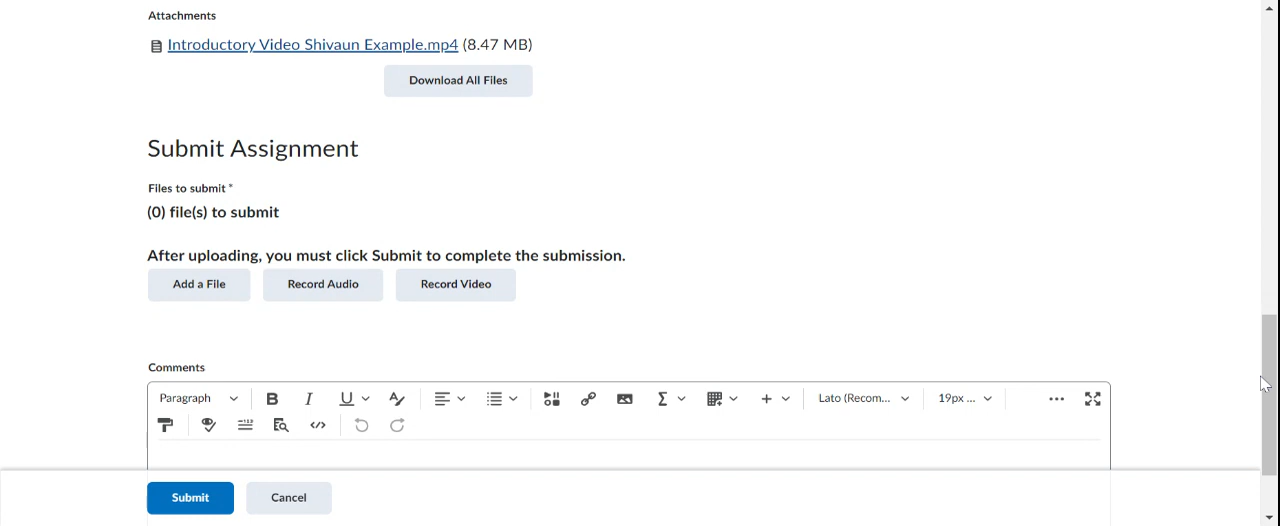 Attachments
Introductory Video Shivaun Example.mp4 (8.47 MB)
Download All Files
Submit Assignment
Files to submit *
(0) file(s) to submit
After uploading, you must click Submit to complete the submission.
Add a File Record Audio Record Video
Comments
Paragraph Lato (Recom... 19px ...
Submit Cancel